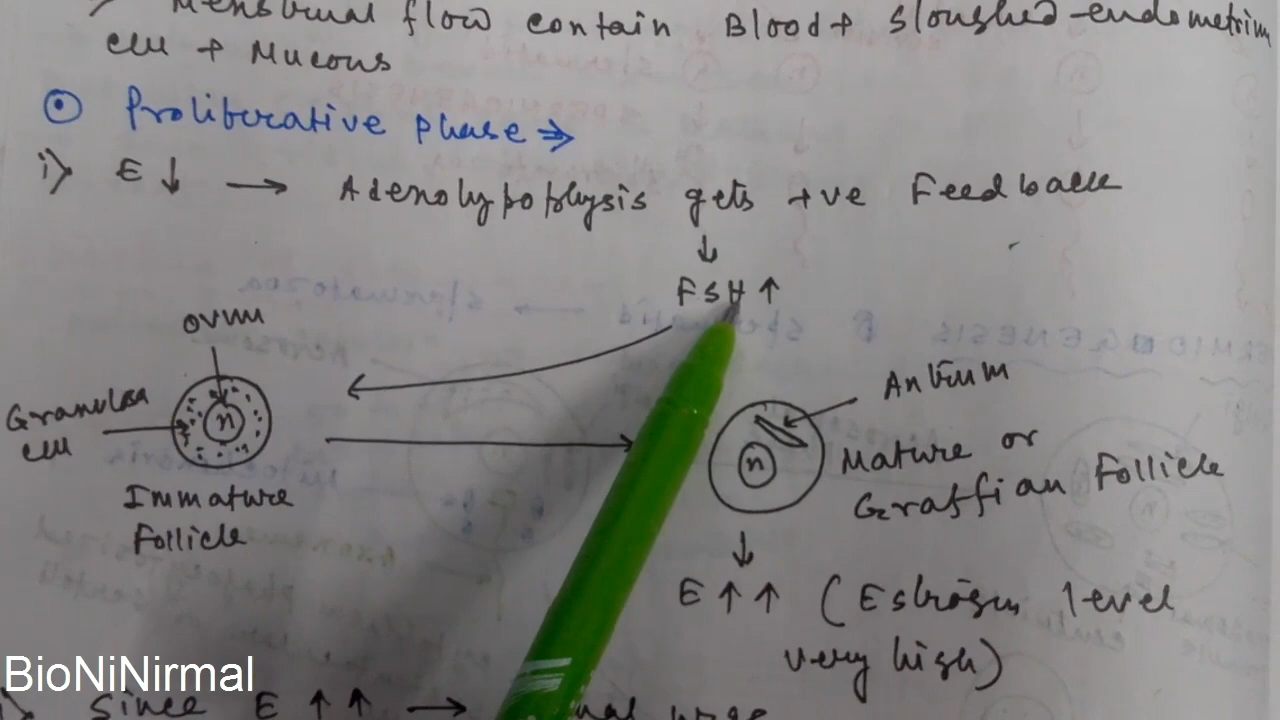 Menstrual flow contain Blood + sloughed endometrium
cell + Mucous
Proliferative phase ⇒
i) E ↓ → Adenohypophysis gets +ve Feedback
↓
FSH ↑
ovum
Granulosa
cell
n
Immature
Follicle
Antrum
n
Mature or
Graffian Follicle
↓
E ↑ ↑ (Estrogen level
very high)
BioNiNirmal
Since E ↑ ↑ →